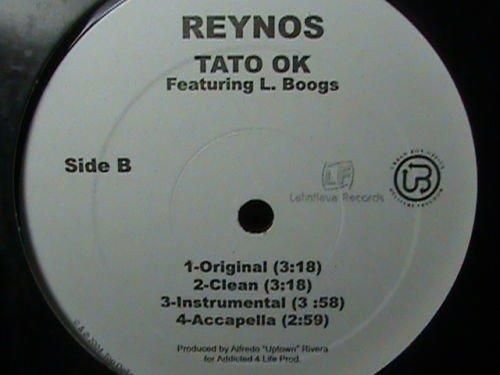 REYNOS
TATO OK
Featuring L. Boogs
Side B
LF
Records
1-Original (3:18)
2-Clean (3:18)
3-Instrumental (3 :58)
4-Accapella (2:59)
Produced by Alfredo "Uptown" Rivera
for Addicted 4 Life Prod.